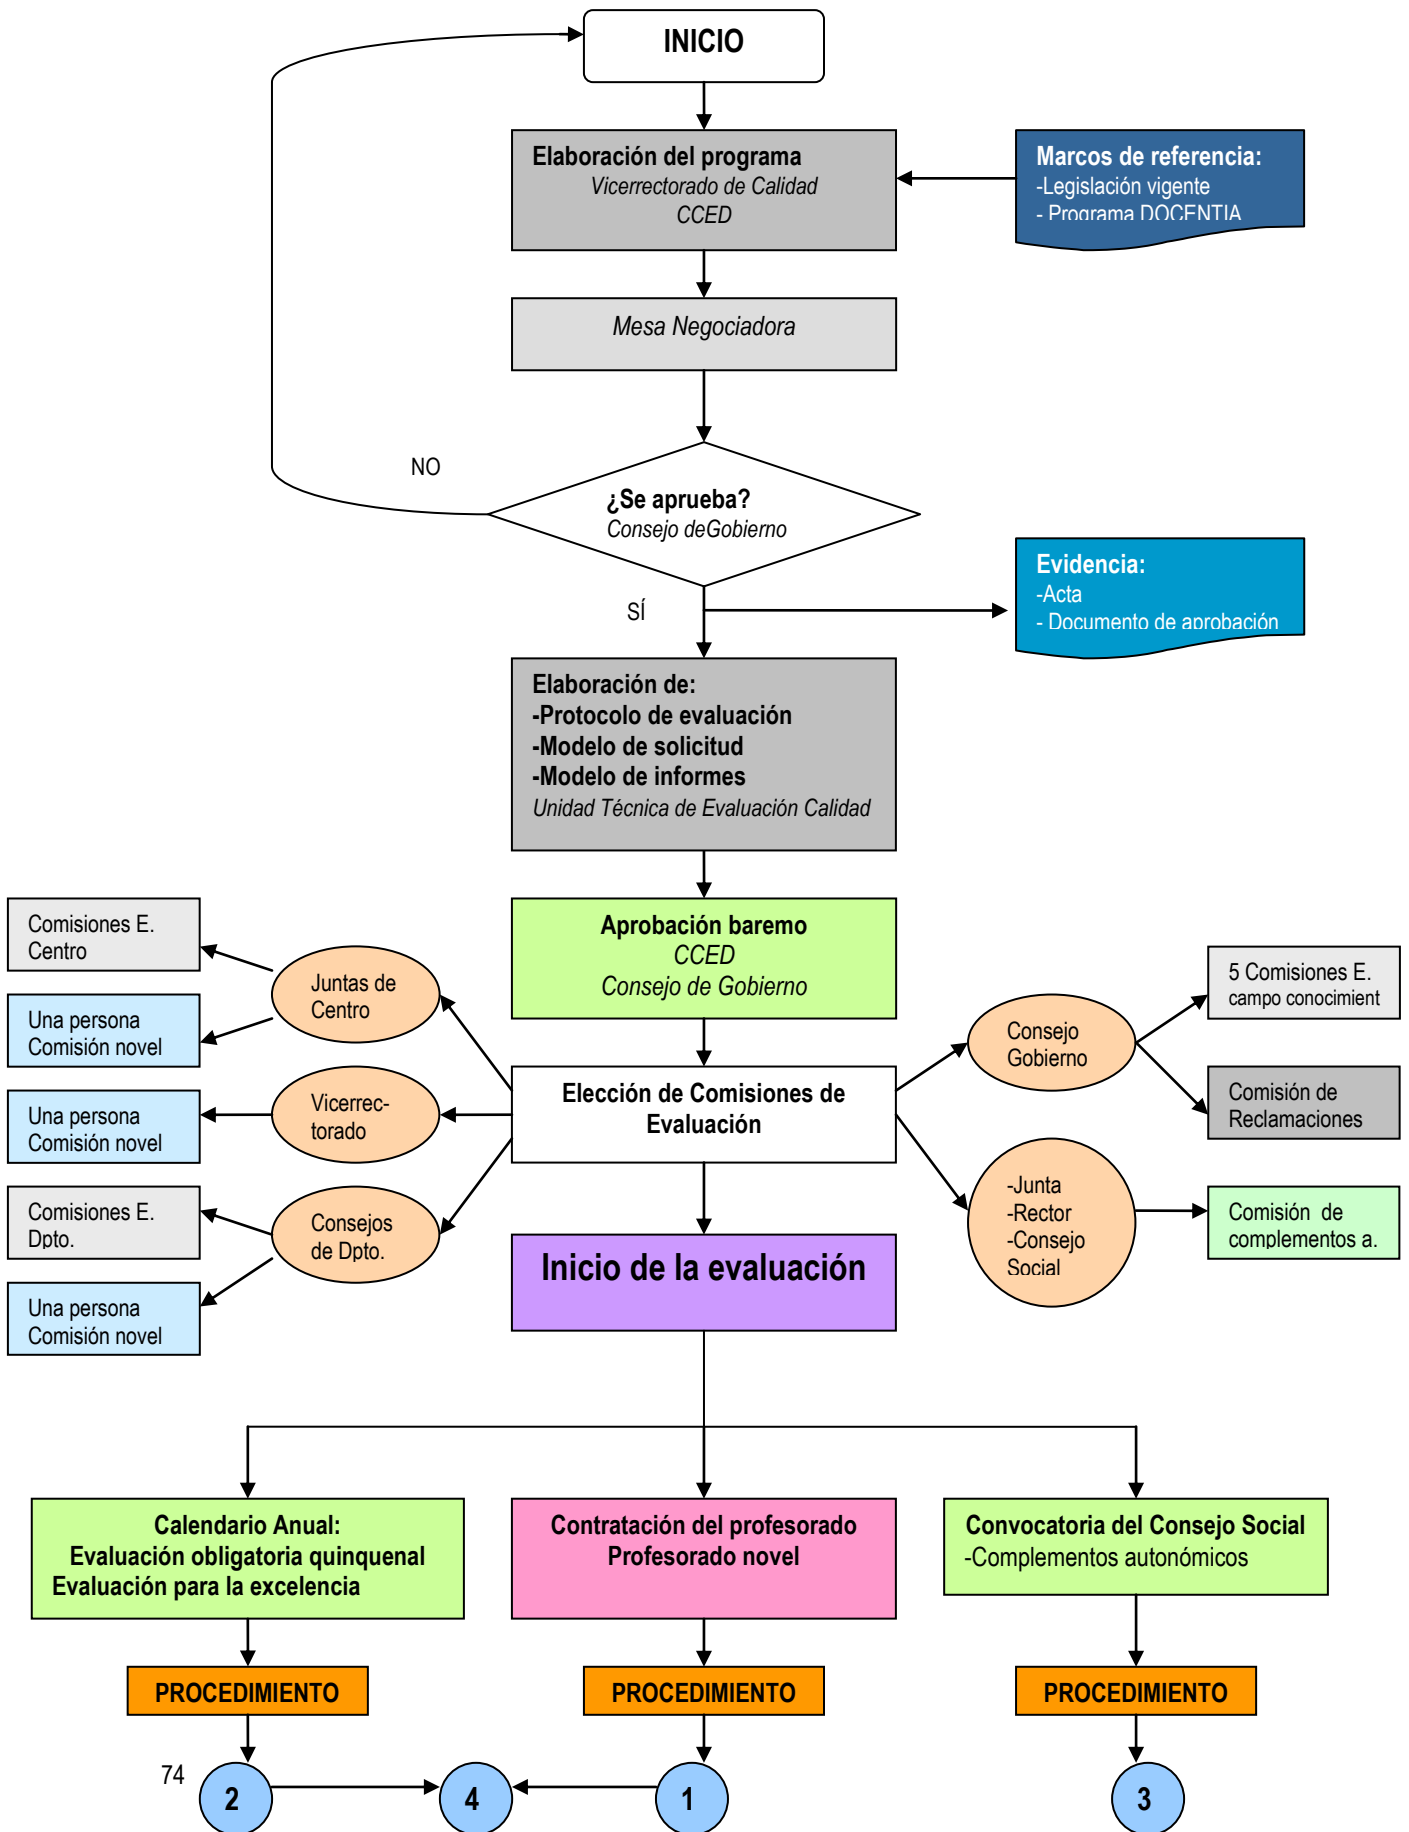 INICIO
Elaboración del programa
Vicerrectorado de Calidad
CCED
Marcos de referencia:
-Legislación vigente
- Programa DOCENTIA
Mesa Negociadora
NO
¿Se aprueba?
Consejo deGobierno
SÍ
Evidencia:
-Acta
- Documento de aprobación
Elaboración de:
-Protocolo de evaluación
-Modelo de solicitud
-Modelo de informes
Unidad Técnica de Evaluación Calidad
Aprobación baremo
CCED
Consejo de Gobierno
Comisiones E.
Centro
Juntas de
Centro
Una persona
Comisión novel
Consejo
Gobierno
5 Comisiones E.
campo conocimient
Elección de Comisiones de
Evaluación
Vicerrec-
torado
Una persona
Comisión novel
Comisión de
Reclamaciones
Comisiones E.
Dpto.
Consejos
de Dpto.
Una persona
Comisión novel
-Junta
-Rector
-Consejo
Social
Comisión  de
complementos a.
Inicio de la evaluación
Calendario Anual:
Evaluación obligatoria quinquenal
Evaluación para la excelencia
Contratación del profesorado
Profesorado novel
Convocatoria del Consejo Social
-Complementos autonómicos
PROCEDIMIENTO
PROCEDIMIENTO
PROCEDIMIENTO
74
2
4
1
3